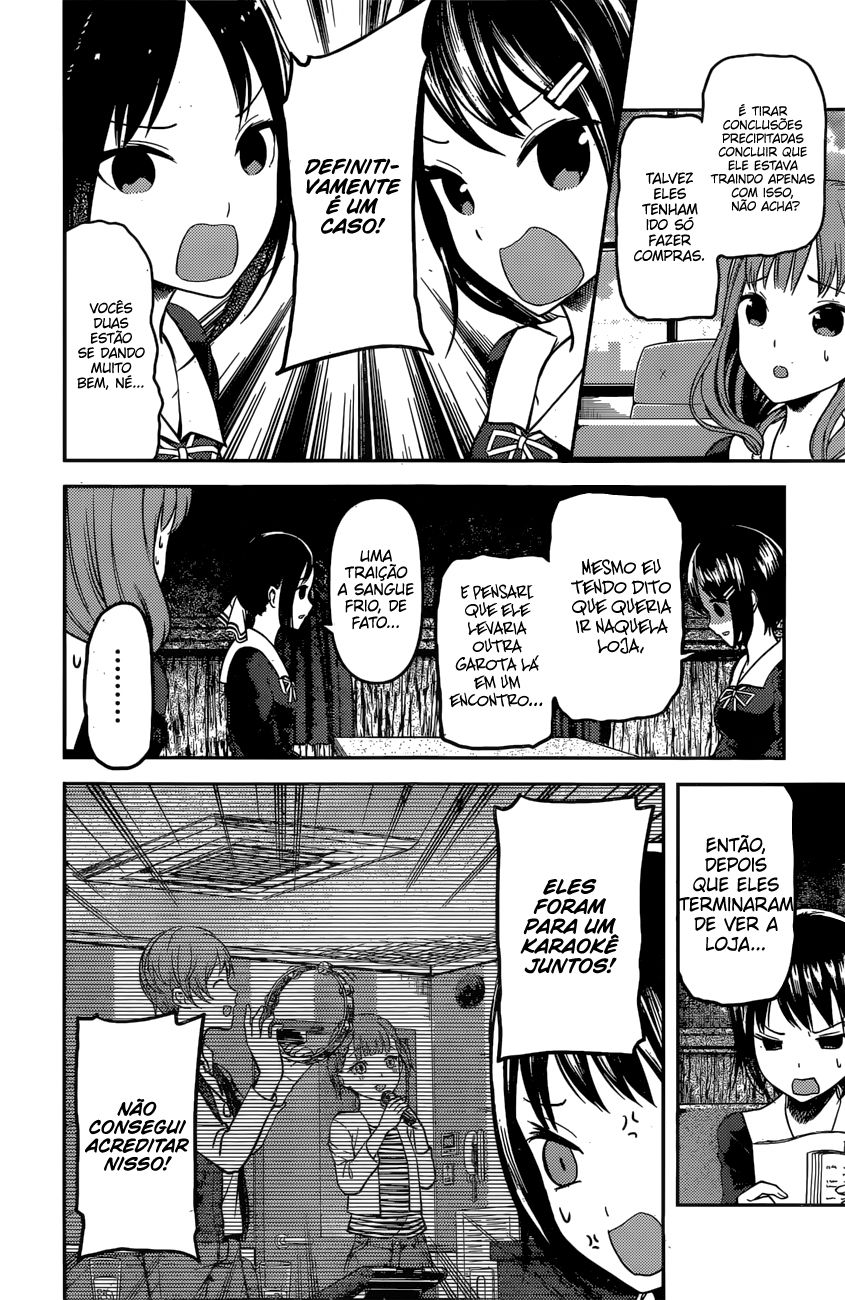 É TIRAR
CONCLUSÕES
PRECIPITADAS
CONCLUIR QUE
ELE ESTAVA
TRAINDO APENAS
COM ISSO,
NÃO ACHA?
TALVEZ
ELES
TENHAM
IDO SÓ
FAZER
COMPRAS.
DEFINITI-
VAMENTE
É UM
CASO!
VOCÊS
DUAS
ESTÃO
SE DANDO
MUITO
BEM, NÉ...
MESMO EU
TENDO DITO
QUE QUERIA
IR NAQUELA
LOJA,
E PENSAR(
QUE ELE
LEVARIA
OUTRA
GAROTA LÁ
EM UM
ENCONTRO...
UMA
TRAIÇÃO
A SANGUE
FRIO, DE
FATO...
........
ENTÃO,
DEPOIS
QUE ELES
TERMINARAM
DE VER A
LOJA...
ELES
FORAM
PARA UM
KARAOKÊ
JUNTOS!
NÃO
CONSEGUI
ACREDITAR
NISSO!